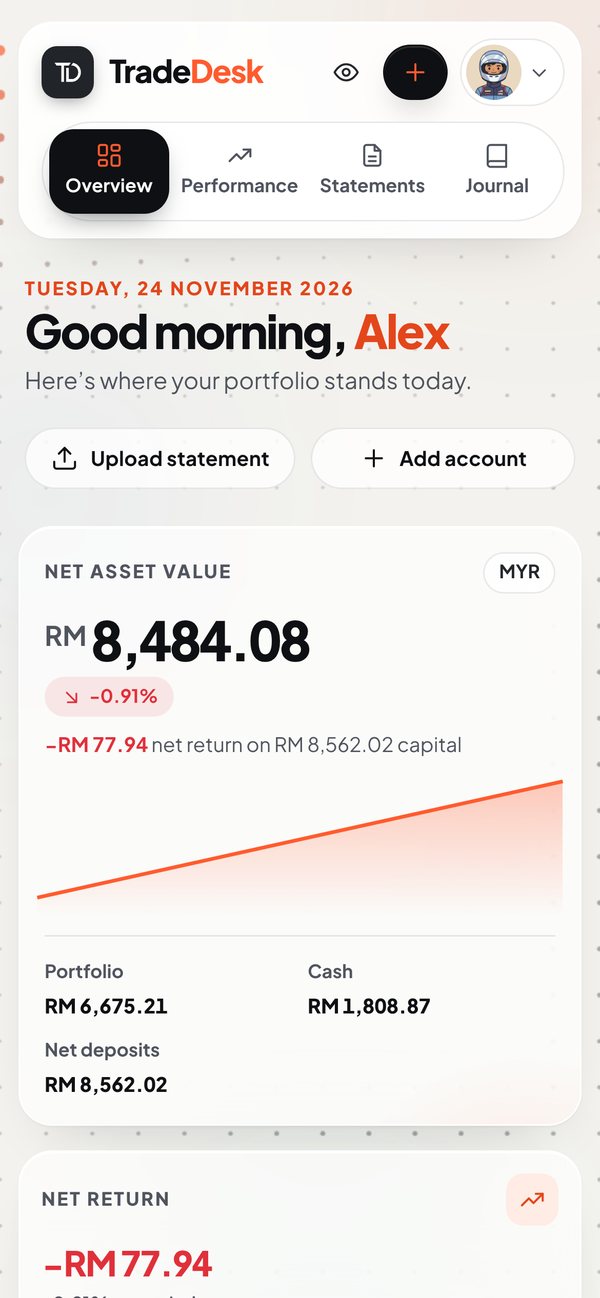 TD TradeDesk
Overview Performance Statements Journal
TUESDAY, 24 NOVEMBER 2026
Good morning, Alex
Here's where your portfolio stands today.
Upload statement Add account
NET ASSET VALUE MYR
RM 8,484.08
-0.91%
-RM 77.94 net return on RM 8,562.02 capital
Portfolio Cash
RM 6,675.21 RM 1,808.87
Net deposits
RM 8,562.02
NET RETURN
-RM 77.94